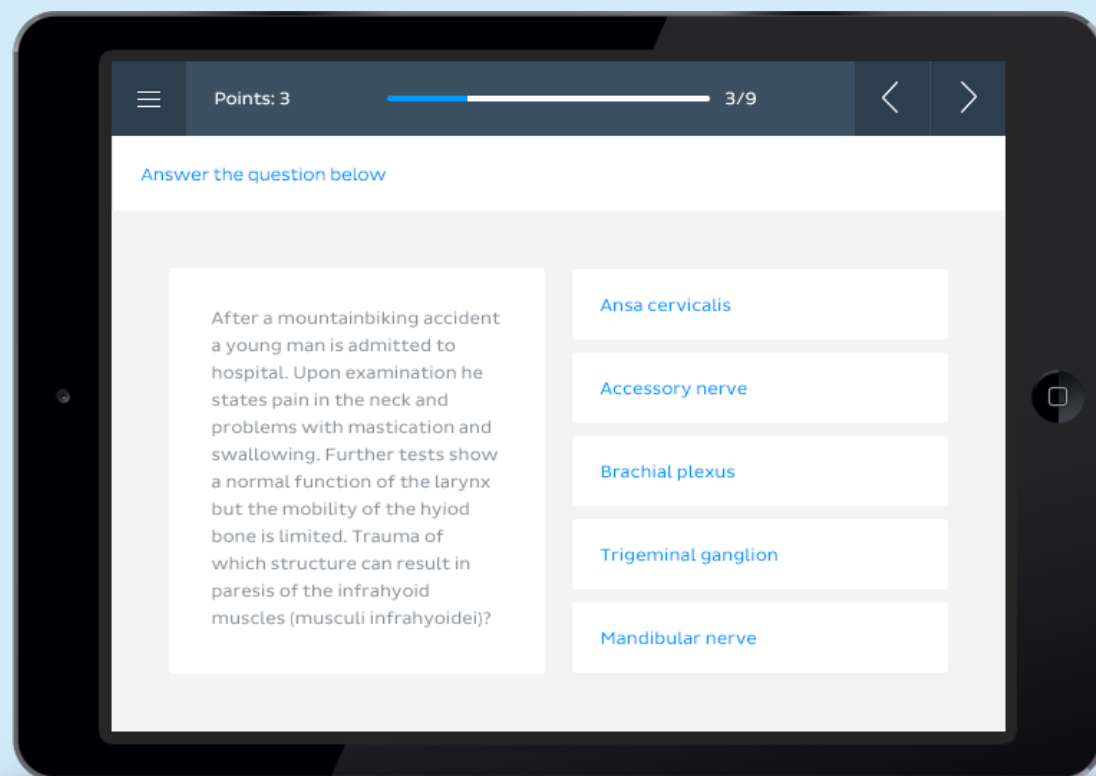 Points: 3
3/9
Answer the question below
After a mountainbiking accident
a young man is admitted to
hospital. Upon examination he
states pain in the neck and
problems with mastication and
swallowing. Further tests show
a normal function of the larynx
but the mobility of the hyiod
bone is limited. Trauma of
which structure can result in
paresis of the infrahyoid
muscles (musculi infrahyoidei)?
Ansa cervicalis
Accessory nerve
Brachial plexus
Trigeminal ganglion
Mandibular nerve